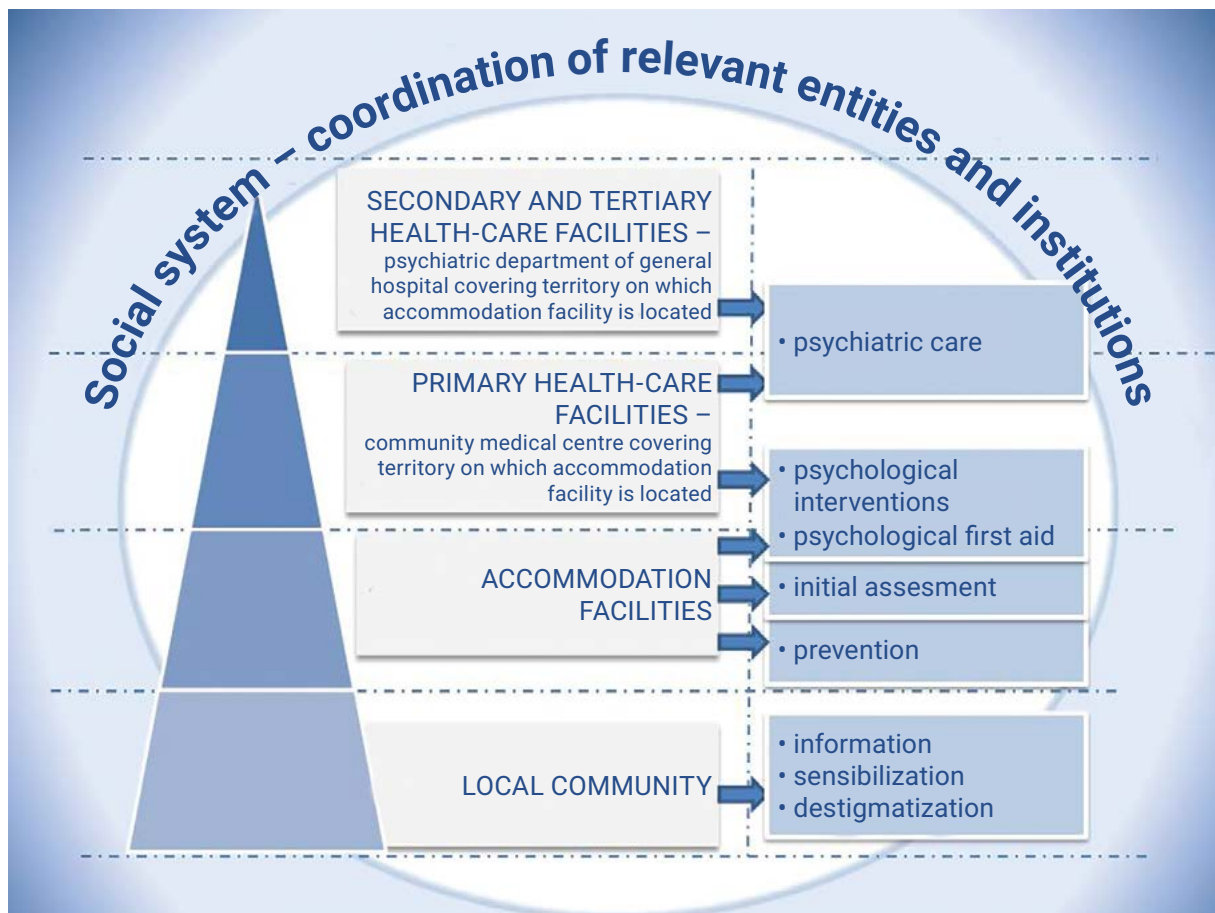 Social system – coordination of relevant entities and institutions
SECONDARY AND TERTIARY
HEALTH-CARE FACILITIES –
psychiatric department of general
hospital covering territory on which
accommodation facility is located
• psychiatric care
PRIMARY HEALTH-CARE
FACILITIES –
community medical centre covering
territory on which accommodation
facility is located
• psychological
interventions
• psychological first aid
ACCOMMODATION
FACILITIES
• initial assesment
• prevention
LOCAL COMMUNITY
• information
• sensibilization
• destigmatization